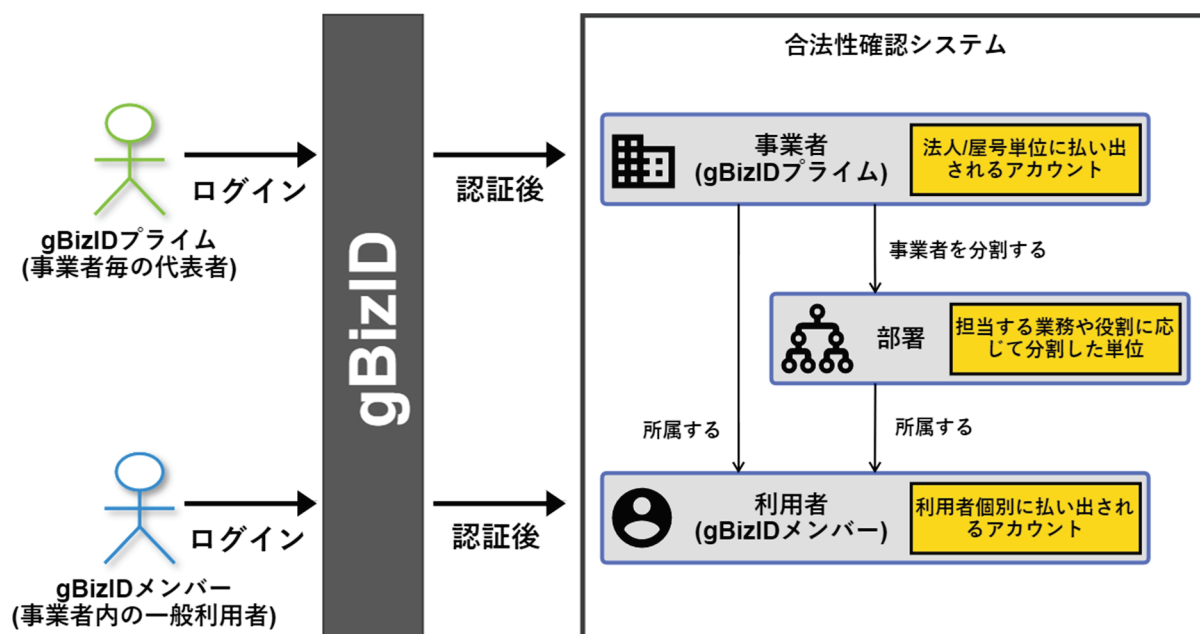 合法性確認システム
ログイン
gBizIDプライム
(事業者毎の代表者)
gBizID
認証後
事業者
(gBizIDプライム)
法人/屋号単位に払い出
されるアカウント
事業者を分割する
部署
担当する業務や役割に応
じて分割した単位
所属する
所属する
ログイン
gBizIDメンバー
(事業者内の一般利用者)
認証後
利用者
(gBizIDメンバー)
利用者個別に払い出され
るアカウント